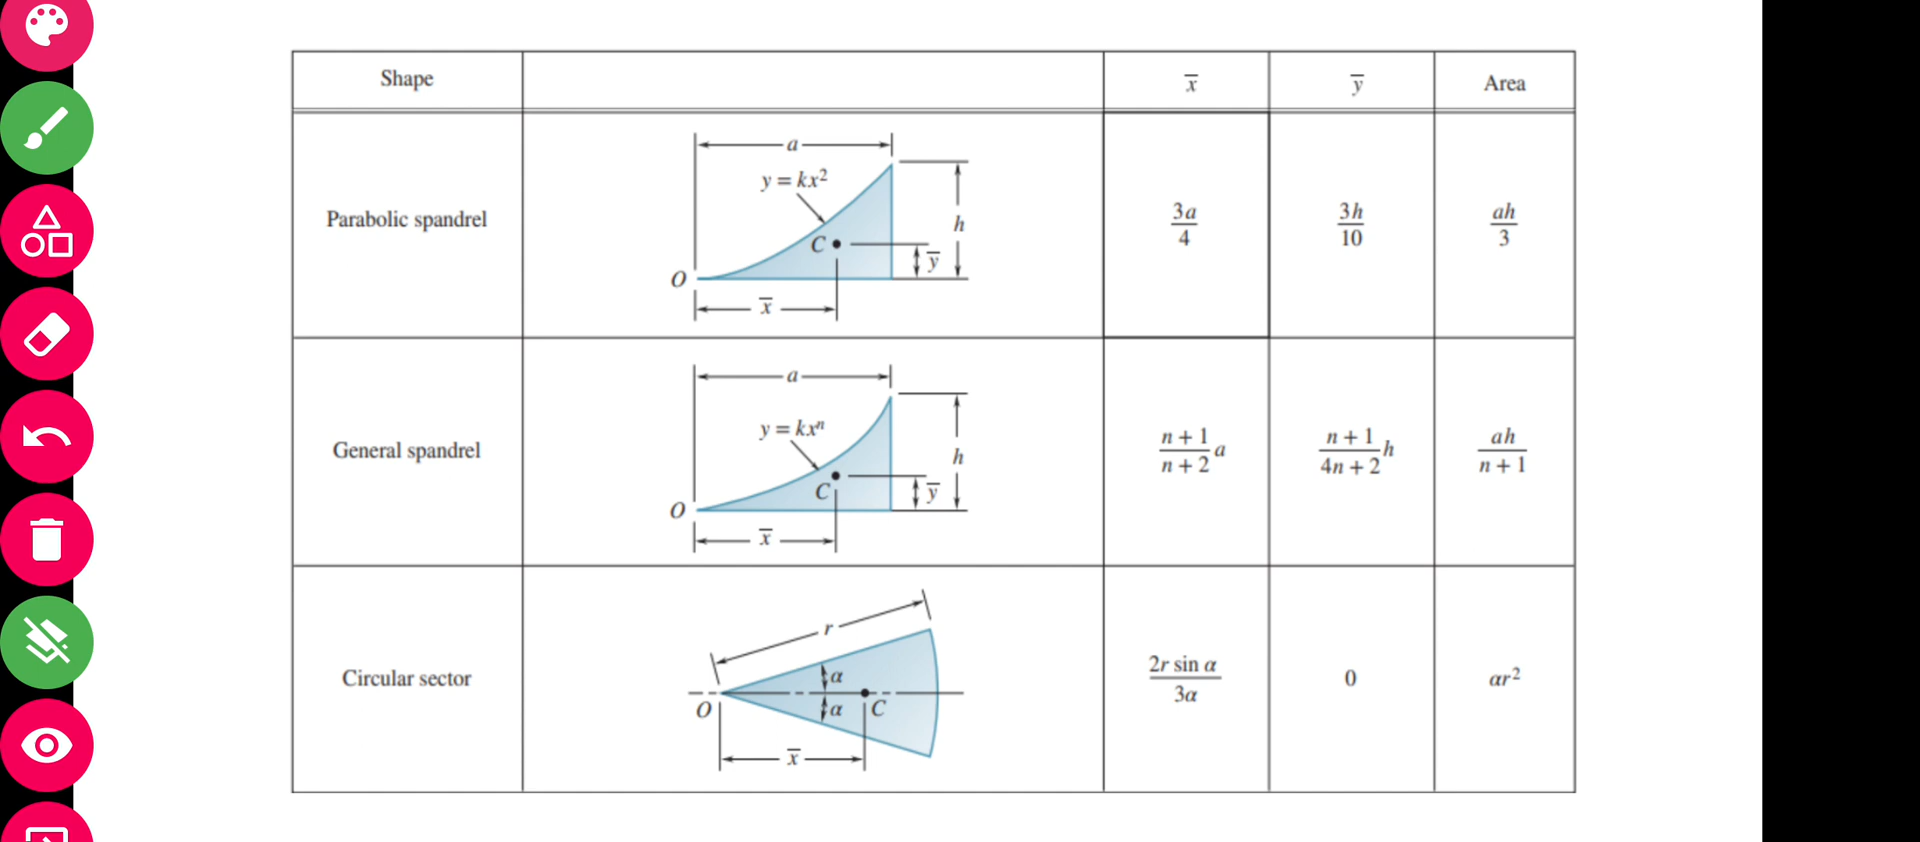 Shape
x̅
y̅
Area
Parabolic spandrel
a
y = kx²
C
h
y̅
O
x̅
3a
4
3h
10
ah
3
General spandrel
a
y = kxⁿ
C
h
y̅
O
x̅
n + 1
n + 2
a
n + 1
4n + 2
h
ah
n + 1
Circular sector
r
α
α
O
C
x̅
2r sin α
3α
0
αr²